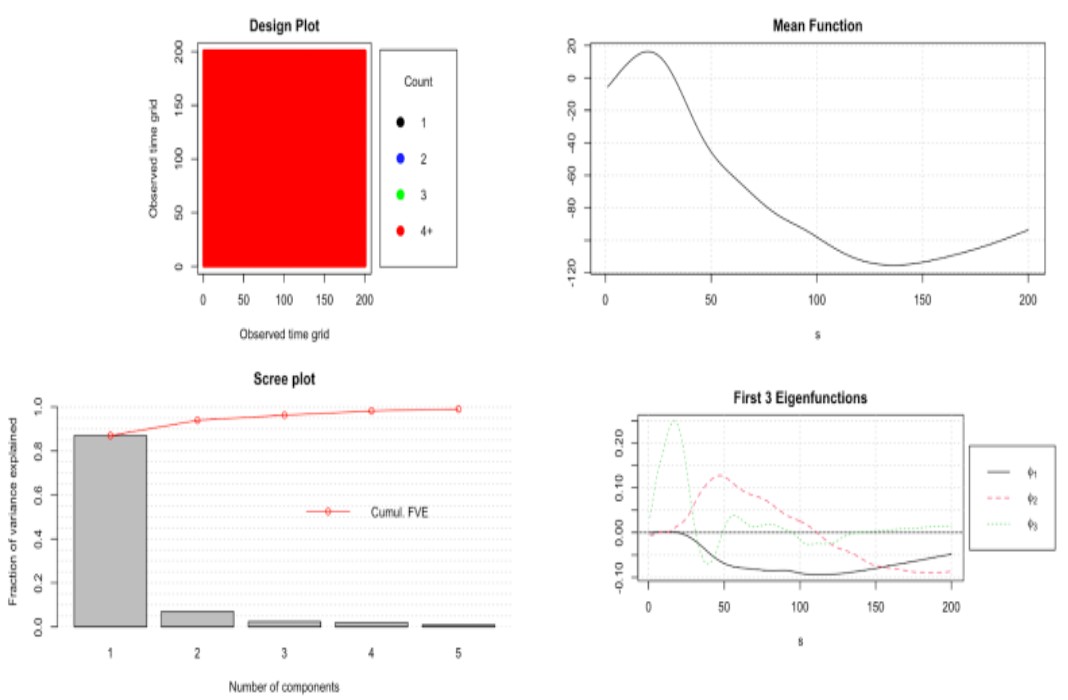 Design Plot
Observed time grid
200
150
100
50
0
0 50 100 150 200
Observed time grid
Count
1
2
3
4+
Mean Function
20
0
-20
-40
-60
-80
-120
0 50 100 150 200
s
Scree plot
Fraction of variance explained
1.0
0.8
0.6
0.4
0.2
0.0
Cumul. FVE
1 2 3 4 5
Number of components
First 3 Eigenfunctions
0.20
0.10
0.00
-0.10
0 50 100 150 200
s
ϕ1
ϕ2
ϕ3